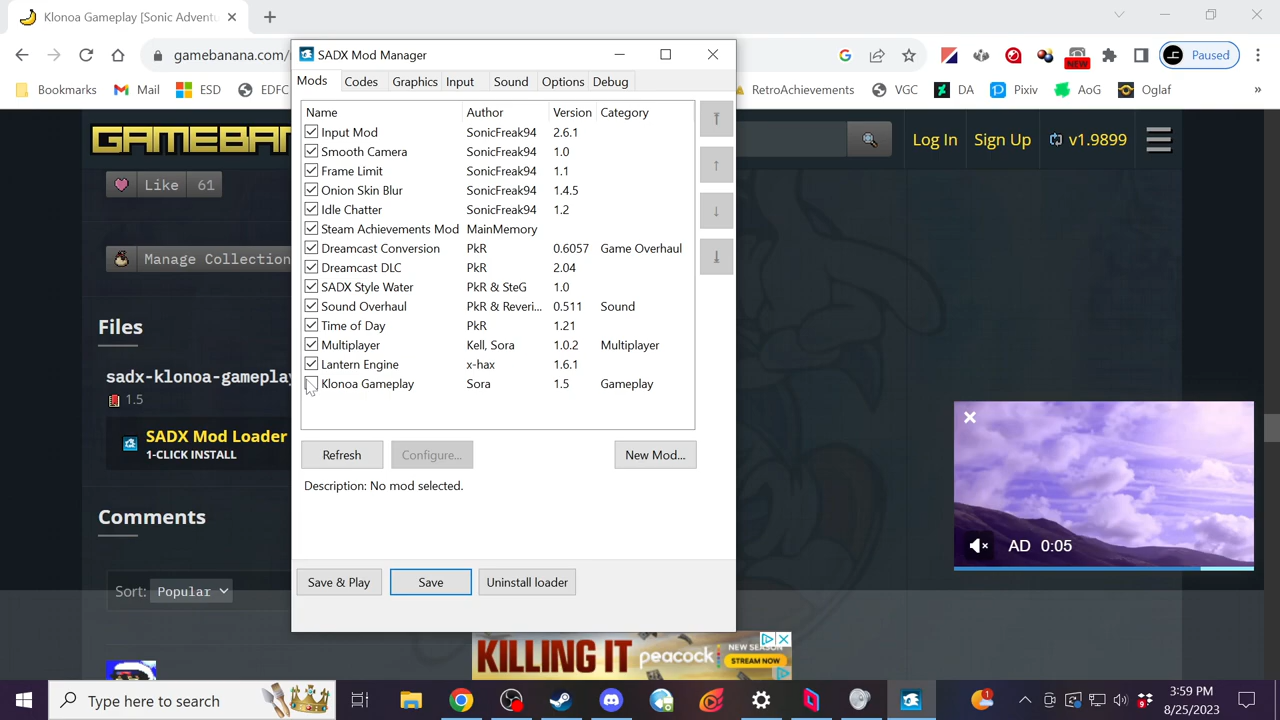 Klonoa Gameplay [Sonic Adventu
gamebanana.com/
NEW
Paused
Bookmarks
Mail
ESD
EDFC
RetroAchievements
VGC
DA
Pixiv
AoG
Oglaf
»
GAMEBAN
Log In
Sign Up
v1.9899
Like 61
Manage Collection
Files
sadx-klonoa-gameplay
1.5
SADX Mod Loader
1-CLICK INSTALL
Comments
Sort: Popular
SADX Mod Manager
Mods Codes Graphics Input Sound Options Debug
Name Author Version Category
Input Mod SonicFreak94 2.6.1
Smooth Camera SonicFreak94 1.0
Frame Limit SonicFreak94 1.1
Onion Skin Blur SonicFreak94 1.4.5
Idle Chatter SonicFreak94 1.2
Steam Achievements Mod MainMemory
Dreamcast Conversion PkR 0.6057 Game Overhaul
Dreamcast DLC PkR 2.04
SADX Style Water PkR & SteG 1.0
Sound Overhaul PkR & Reveri... 0.511 Sound
Time of Day PkR 1.21
Multiplayer Kell, Sora 1.0.2 Multiplayer
Lantern Engine x-hax 1.6.1
Klonoa Gameplay Sora 1.5 Gameplay
Refresh Configure... New Mod...
Description: No mod selected.
Save & Play Save Uninstall loader
AD 0:05
KILLING IT peacock
NEW SEASON
STREAM NOW
Type here to search
1
3:59 PM
8/25/2023